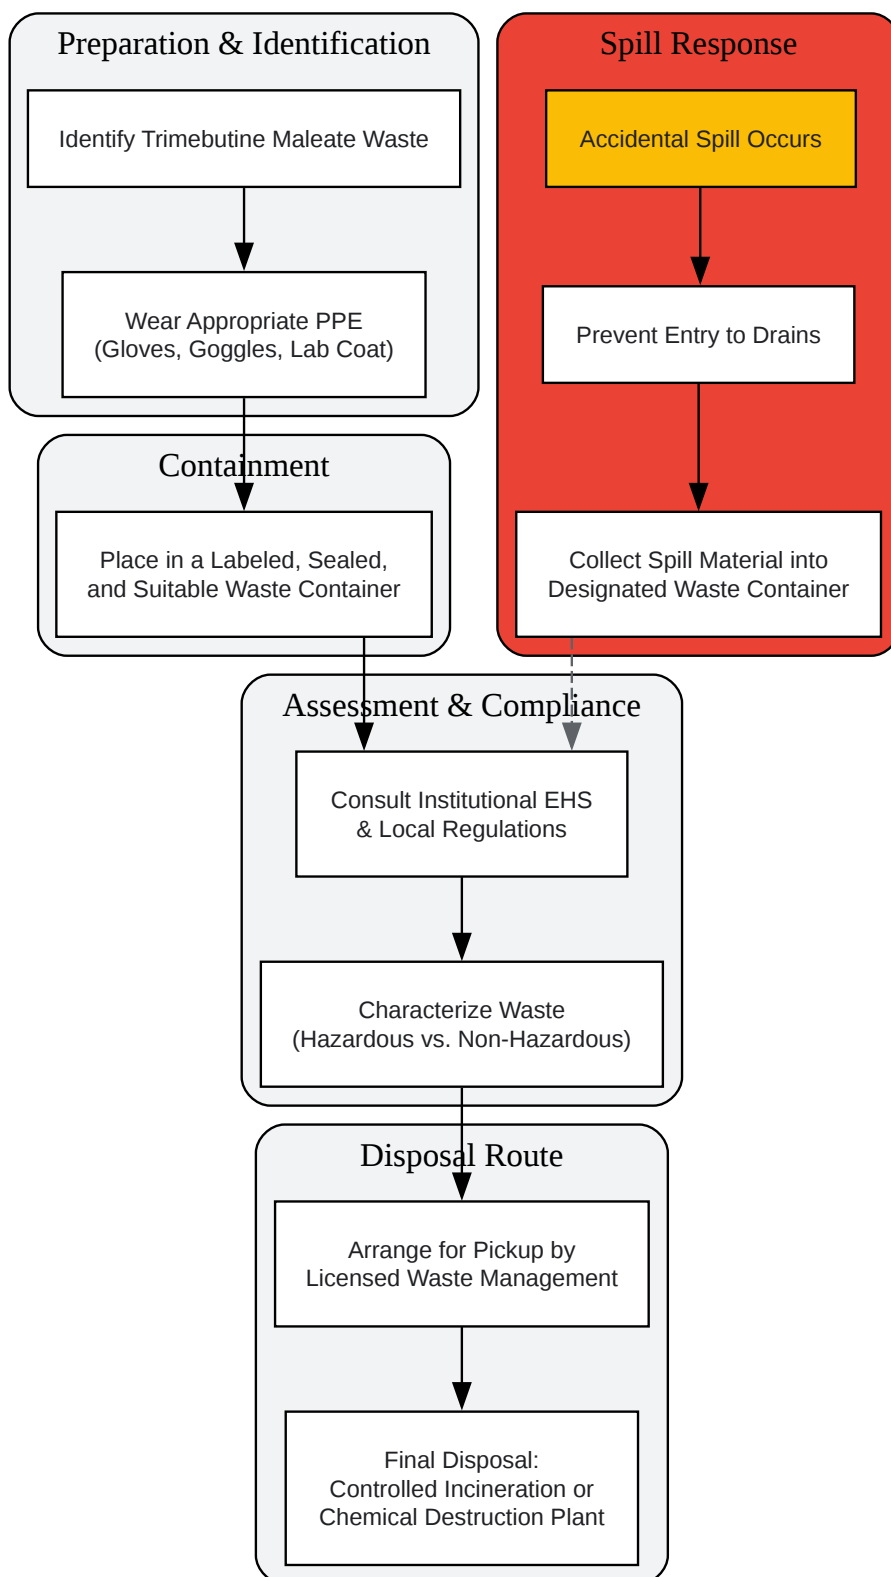 Preparation & Identification
Identify Trimebutine Maleate Waste
Wear Appropriate PPE
(Gloves, Goggles, Lab Coat)
Containment
Place in a Labeled, Sealed,
and Suitable Waste Container
Spill Response
Accidental Spill Occurs
Prevent Entry to Drains
Collect Spill Material into
Designated Waste Container
Assessment & Compliance
Consult Institutional EHS
& Local Regulations
Characterize Waste
(Hazardous vs. Non-Hazardous)
Disposal Route
Arrange for Pickup by
Licensed Waste Management
Final Disposal:
Controlled Incineration or
Chemical Destruction Plant